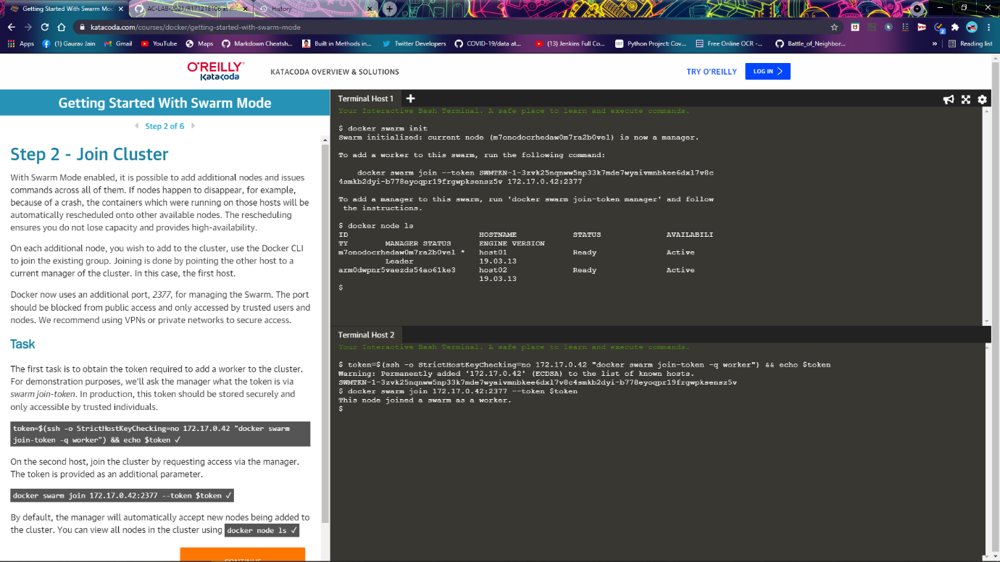 Getting Started With Swarm Mo
AC-LAB-2021/R171218106 at m
History
katacoda.com/courses/docker/getting-started-with-swarm-mode
Apps
(1) Gaurav Jain
Gmail
YouTube
Maps
Markdown Cheatsh...
Built in Methods in...
Twitter Developers
COVID-19/data at...
(13) Jenkins Full Co...
Python Project: Cov...
Free Online OCR -...
Battle_of_Neighbor...
»
Reading list
O'REILLY
KataKoda
KATACODA OVERVIEW & SOLUTIONS
TRY O'REILLY
LOG IN
Getting Started With Swarm Mode
Step 2 of 6
Step 2 - Join Cluster
With Swarm Mode enabled, it is possible to add additional nodes and issues
commands across all of them. If nodes happen to disappear, for example,
because of a crash, the containers which were running on those hosts will be
automatically rescheduled onto other available nodes. The rescheduling
ensures you do not lose capacity and provides high-availability.
On each additional node, you wish to add to the cluster, use the Docker CLI
to join the existing group. Joining is done by pointing the other host to a
current manager of the cluster. In this case, the first host.
Docker now uses an additional port, 2377, for managing the Swarm. The port
should be blocked from public access and only accessed by trusted users and
nodes. We recommend using VPNs or private networks to secure access.
Task
The first task is to obtain the token required to add a worker to the cluster.
For demonstration purposes, we'll ask the manager what the token is via
swarm join-token. In production, this token should be stored securely and
only accessible by trusted individuals.
token=$(ssh -o StrictHostKeyChecking=no 172.17.0.42 "docker swarm
join-token -q worker") && echo $token ✓
On the second host, join the cluster by requesting access via the manager.
The token is provided as an additional parameter.
docker swarm join 172.17.0.42:2377 --token $token ✓
By default, the manager will automatically accept new nodes being added to
the cluster. You can view all nodes in the cluster using docker node ls ✓
CONTINUE
Terminal Host 1
Your Interactive Bash Terminal. A safe place to learn and execute commands.
$ docker swarm init
Swarm initialized: current node (m7onodocrhedaw0m7ra2b0vel) is now a manager.
To add a worker to this swarm, run the following command:
docker swarm join --token SWMTKN-1-3zvk25nqnww5np33k7mde7wyaivmnbkee6dxl7v8c
4smkb2dyi-b778eyoqpr19frgwpksensz5v 172.17.0.42:2377
To add a manager to this swarm, run 'docker swarm join-token manager' and follow
the instructions.
$ docker node ls
ID HOSTNAME STATUS AVAILABILI
TY MANAGER STATUS ENGINE VERSION
m7onodocrhedaw0m7ra2b0vel * host01 Ready Active
Leader 19.03.13
arm0dwpnr5vaezds54ao61ke3 host02 Ready Active
19.03.13
$
Terminal Host 2
Your Interactive Bash Terminal. A safe place to learn and execute commands.
$ token=$(ssh -o StrictHostKeyChecking=no 172.17.0.42 "docker swarm join-token -q worker") && echo $token
Warning: Permanently added '172.17.0.42' (ECDSA) to the list of known hosts.
SWMTKN-1-3zvk25nqnww5np33k7mde7wyaivmnbkee6dxl7v8c4smkb2dyi-b778eyoqpr19frgwpksensz5v
$ docker swarm join 172.17.0.42:2377 --token $token
This node joined a swarm as a worker.
$